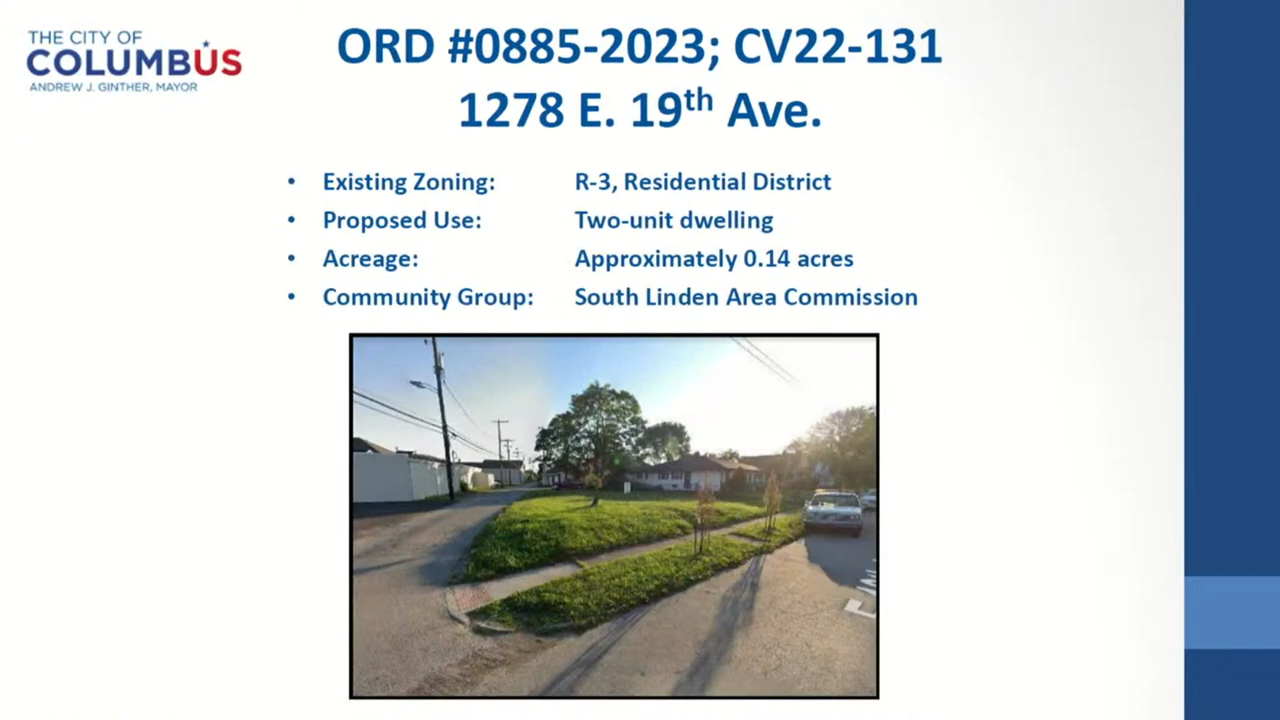 THE CITY OF
COLUMBUS
ANDREW J. GINTHER, MAYOR
ORD #0885-2023; CV22-131
1278 E. 19th Ave.
• Existing Zoning: R-3, Residential District
• Proposed Use: Two-unit dwelling
• Acreage: Approximately 0.14 acres
• Community Group: South Linden Area Commission